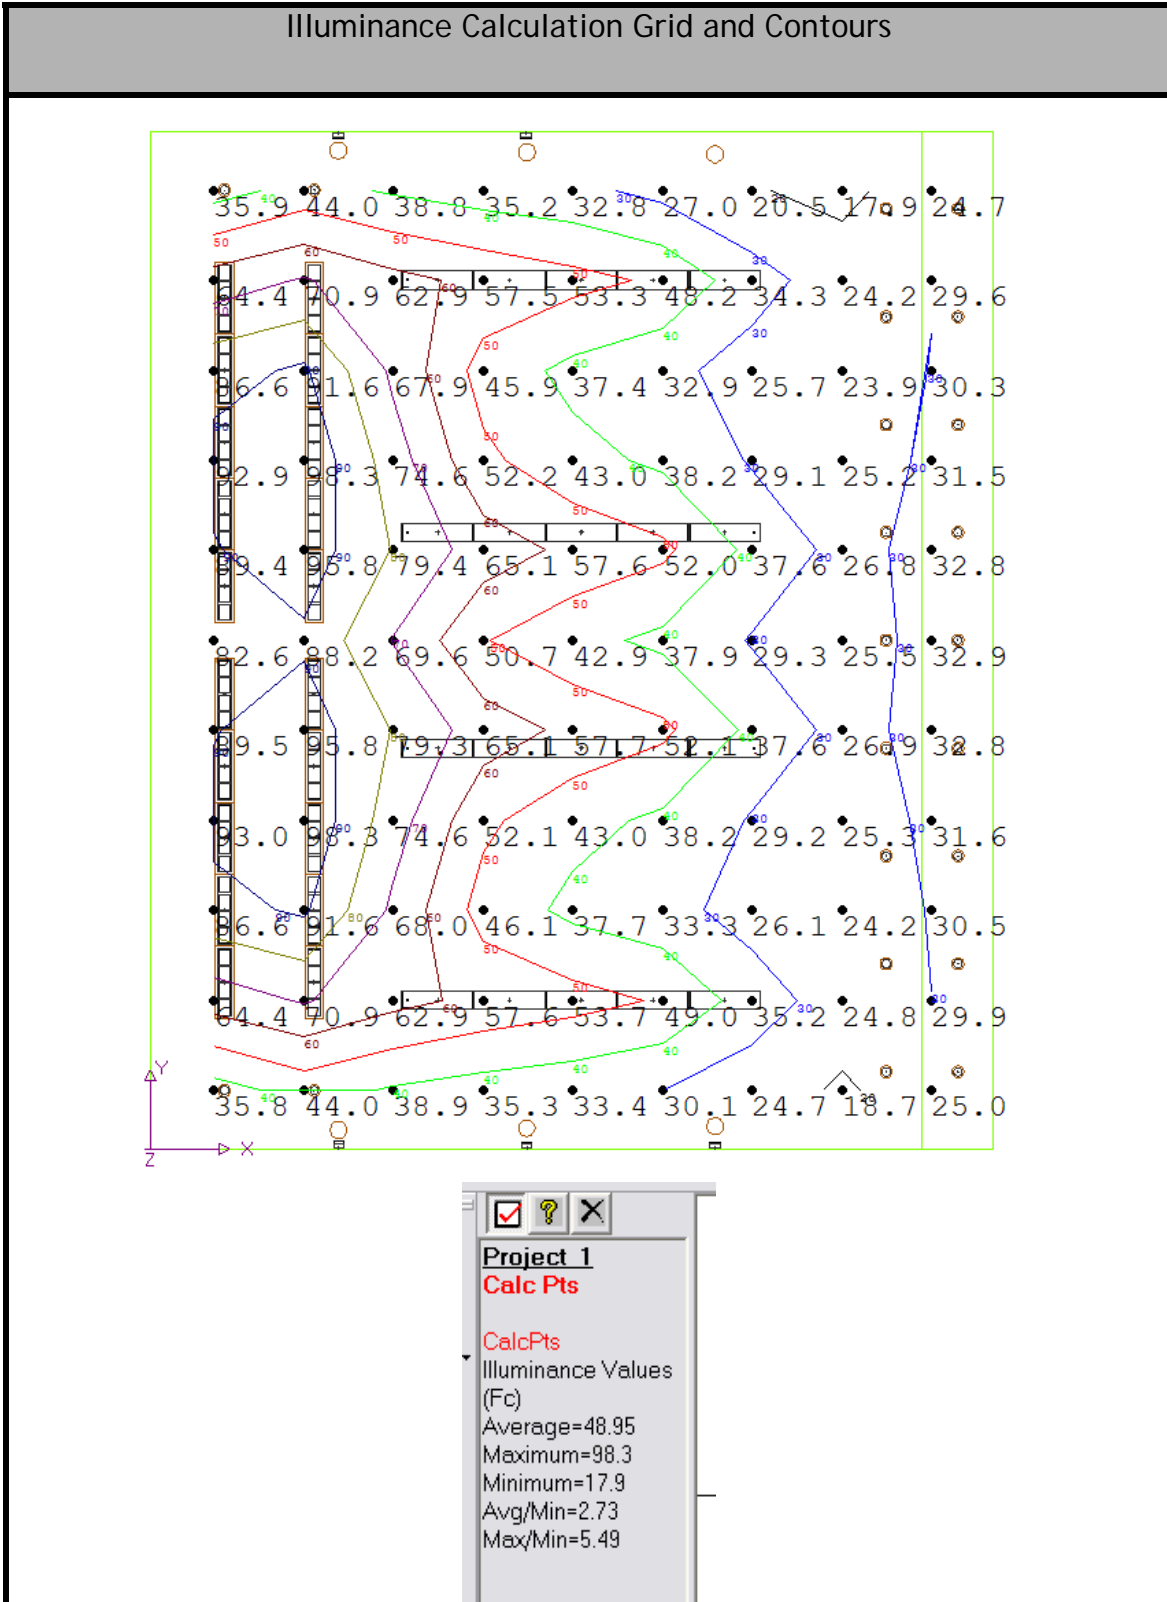 Illuminance Calculation Grid and Contours
35.9 44.0 38.8 35.2 32.8 27.0 20.5 17.9 24.7
64.4 70.9 62.9 57.5 53.3 48.2 34.3 24.2 29.6
86.6 91.6 67.9 45.9 37.4 32.9 25.7 23.9 30.3
92.9 98.3 74.6 52.2 43.0 38.2 29.1 25.2 31.5
89.4 95.8 79.4 65.1 57.6 52.0 37.6 26.8 32.8
82.6 88.2 69.6 50.7 42.9 37.9 29.3 25.5 32.9
89.5 95.8 79.3 65.1 57.7 52.1 37.6 26.9 32.8
93.0 98.3 74.6 52.1 43.0 38.2 29.2 25.3 31.6
86.6 91.6 68.0 46.1 37.7 33.3 26.1 24.2 30.5
64.4 70.9 62.9 57.6 53.7 49.0 35.2 24.8 29.9
35.8 44.0 38.9 35.3 33.4 30.1 24.7 18.7 25.0
Y
X
Z
Project_1
Calc Pts
CalcPts
Illuminance Values
(Fc)
Average=48.95
Maximum=98.3
Minimum=17.9
Avg/Min=2.73
Max/Min=5.49